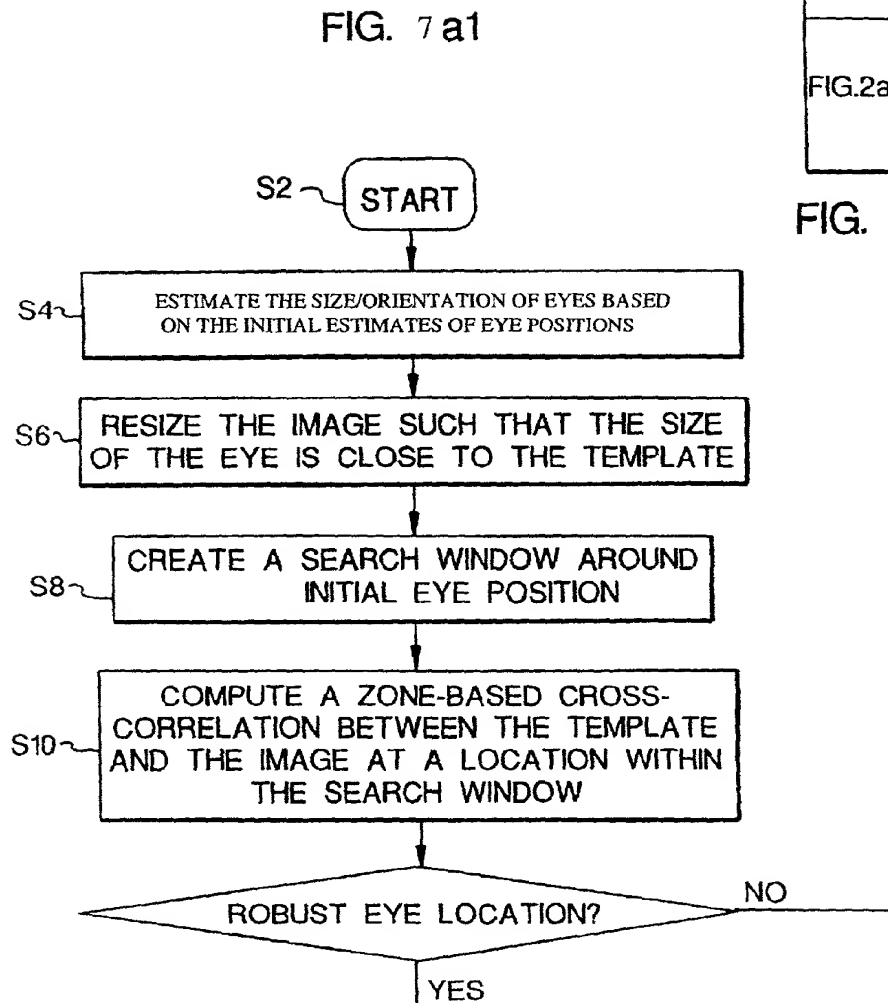 FIG. 7 a1
FIG.2a
FIG.
S2
START
S4
ESTIMATE THE SIZE/ORIENTATION OF EYES BASED
ON THE INITIAL ESTIMATES OF EYE POSITIONS
S6
RESIZE THE IMAGE SUCH THAT THE SIZE
OF THE EYE IS CLOSE TO THE TEMPLATE
S8
CREATE A SEARCH WINDOW AROUND
INITIAL EYE POSITION
S10
COMPUTE A ZONE-BASED CROSS-
CORRELATION BETWEEN THE TEMPLATE
AND THE IMAGE AT A LOCATION WITHIN
THE SEARCH WINDOW
ROBUST EYE LOCATION?
NO
YES